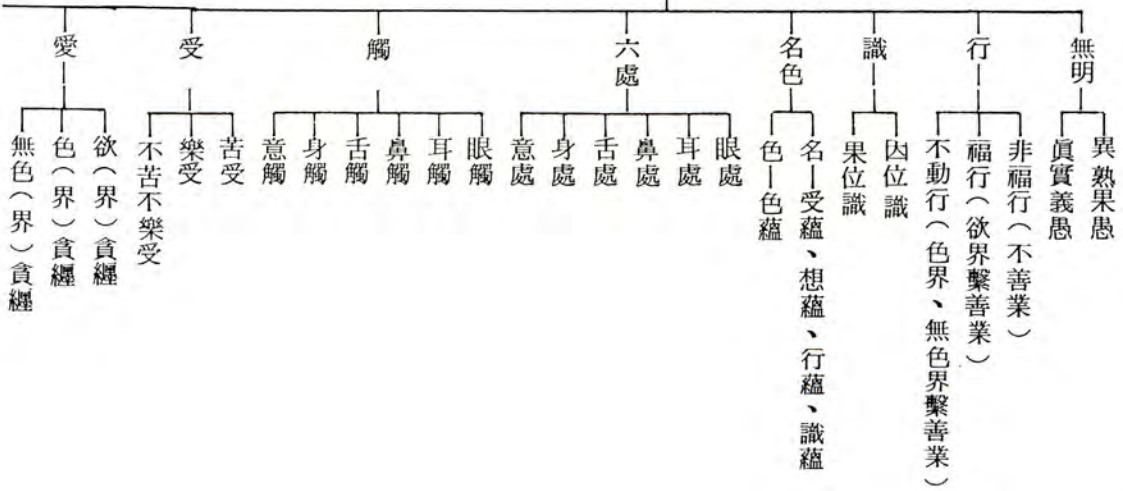 無明
異熟果愚
眞實義愚
行
非福行（不善業）
福行（欲界繫善業）
不動行（色界、無色界繫善業）
識
因位識
果位識
名色
名—受蘊、想蘊、行蘊、識蘊
色—色蘊
六處
眼處
耳處
鼻處
舌處
身處
意處
觸
眼觸
耳觸
鼻觸
舌觸
身觸
意觸
受
苦受
樂受
不苦不樂受
愛
欲（界）貪纏
色（界）貪纏
無色（界）貪纏